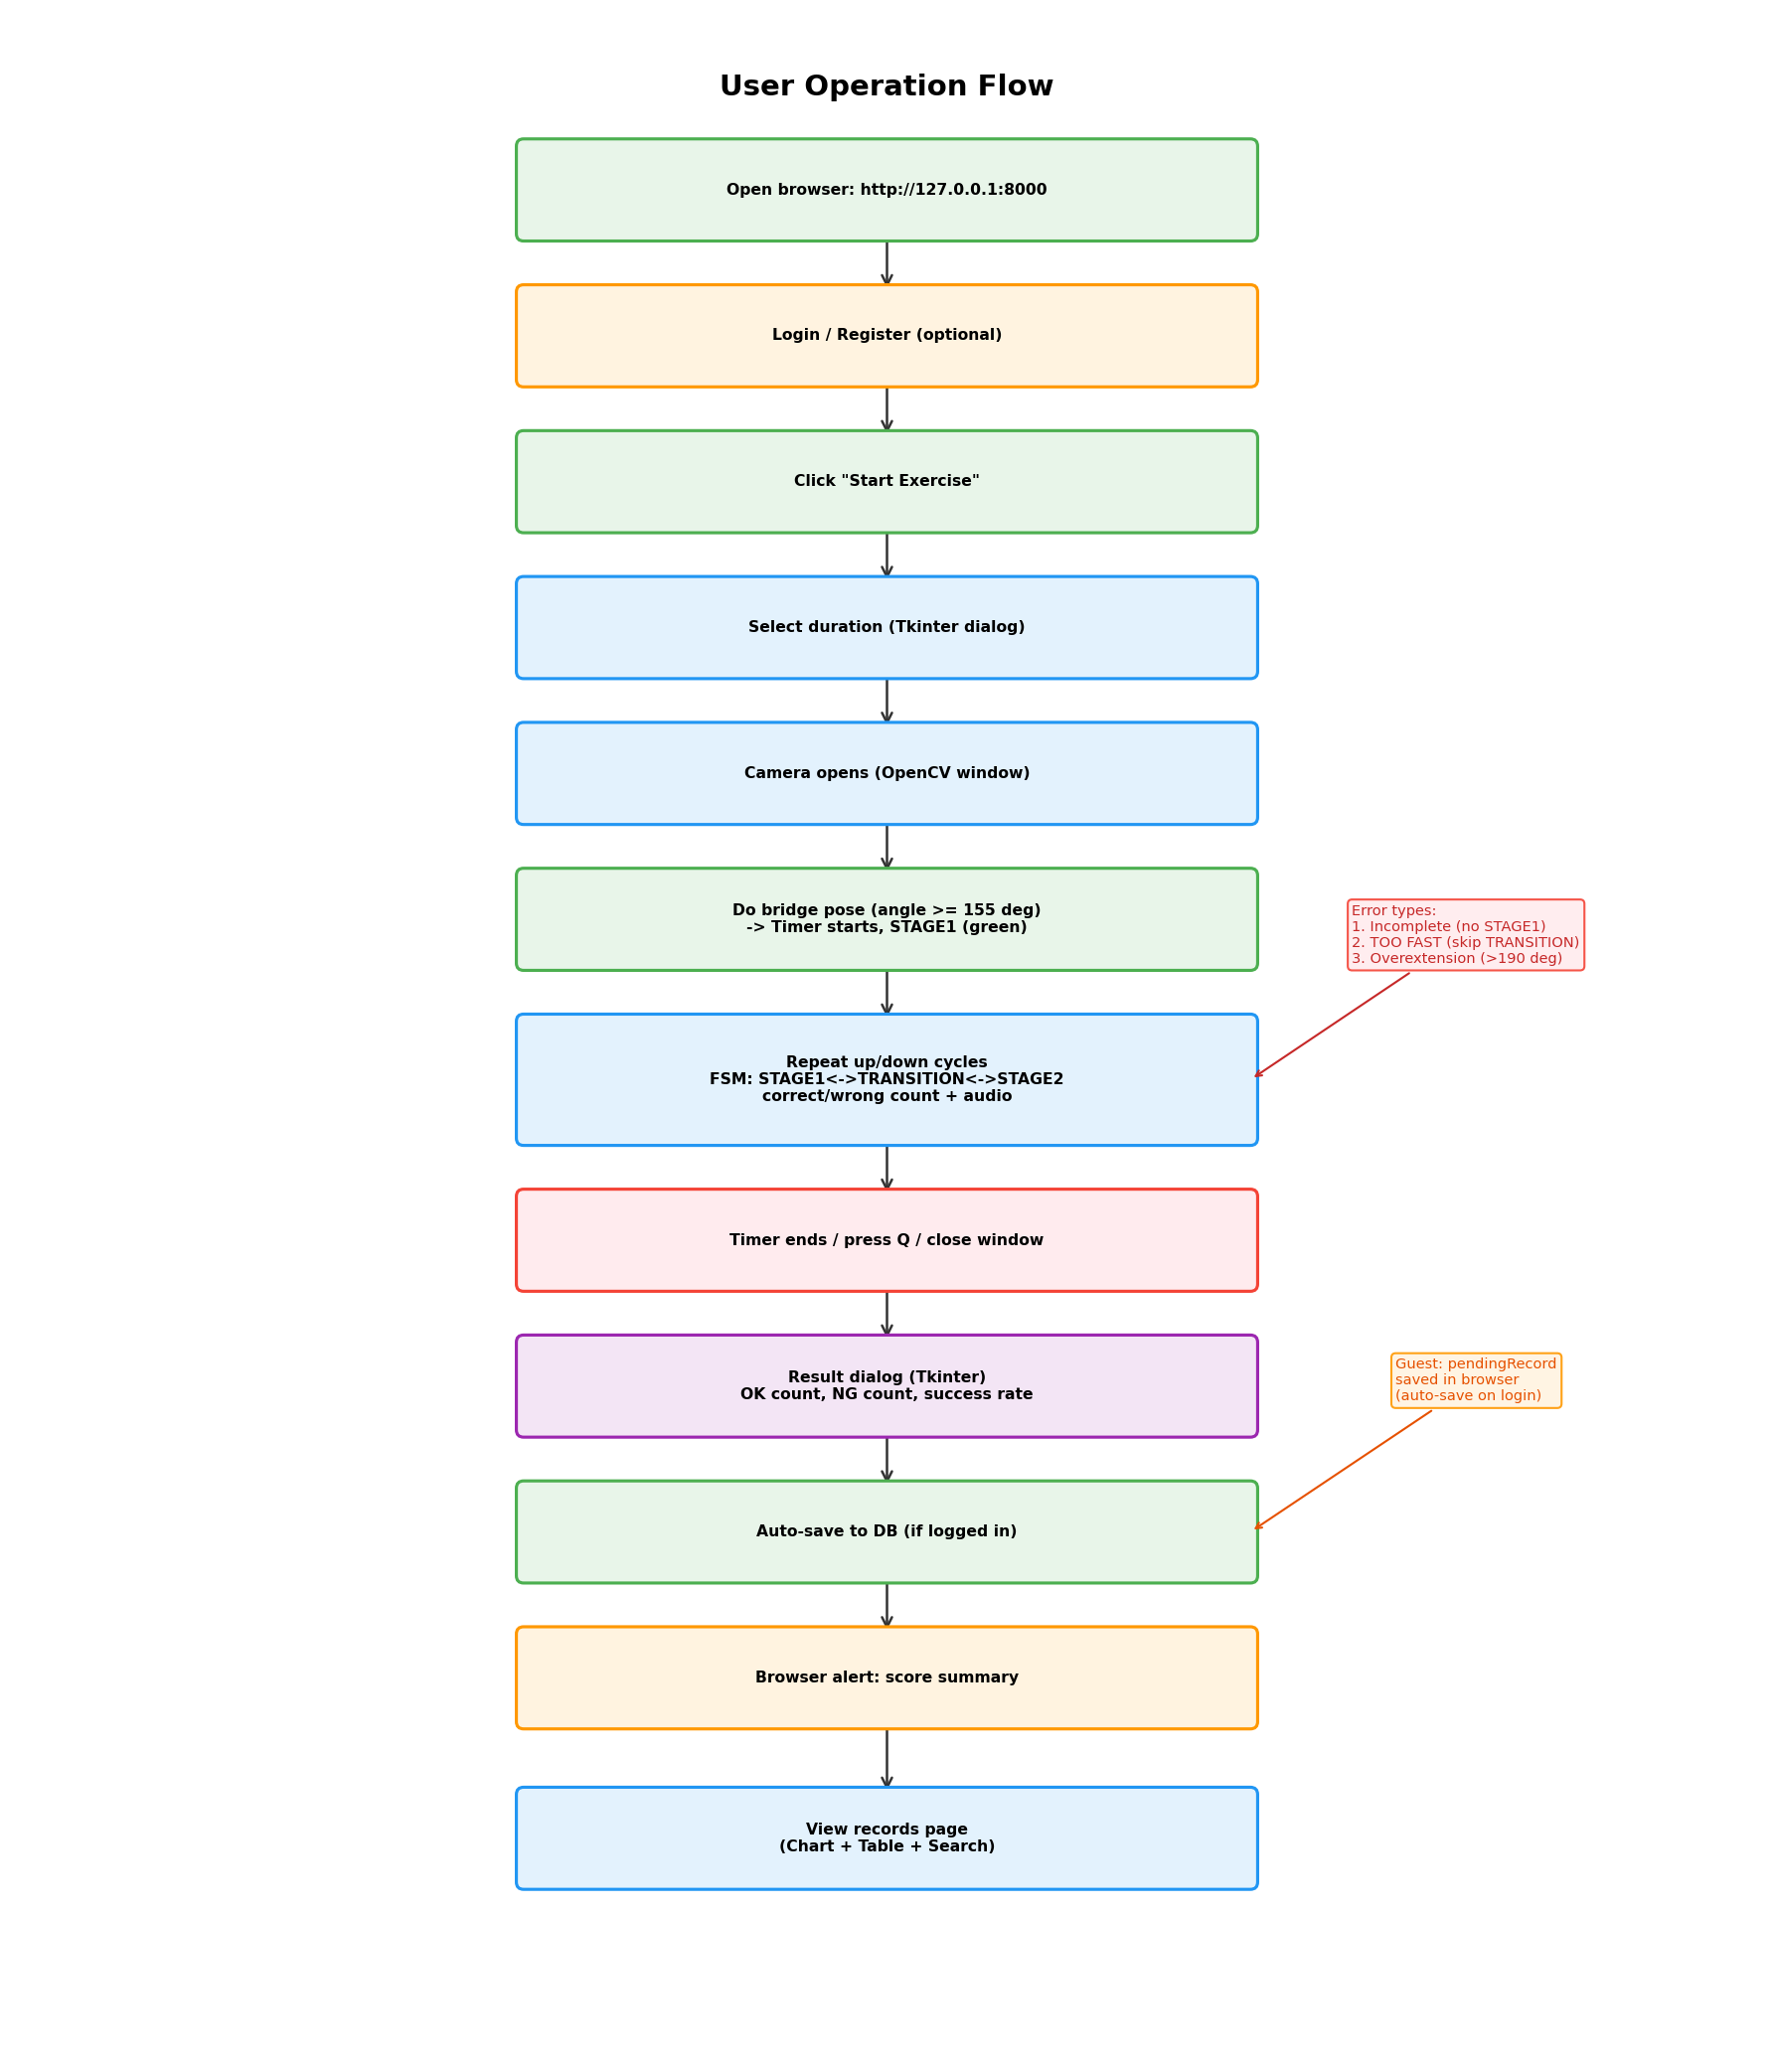 User Operation Flow
Open browser: http://127.0.0.1:8000
Login / Register (optional)
Click "Start Exercise"
Select duration (Tkinter dialog)
Camera opens (OpenCV window)
Do bridge pose (angle >= 155 deg)
-> Timer starts, STAGE1 (green)
Error types:
1. Incomplete (no STAGE1)
2. TOO FAST (skip TRANSITION)
3. Overextension (>190 deg)
Repeat up/down cycles
FSM: STAGE1<->TRANSITION<->STAGE2
correct/wrong count + audio
Timer ends / press Q / close window
Result dialog (Tkinter)
OK count, NG count, success rate
Guest: pendingRecord
saved in browser
(auto-save on login)
Auto-save to DB (if logged in)
Browser alert: score summary
View records page
(Chart + Table + Search)